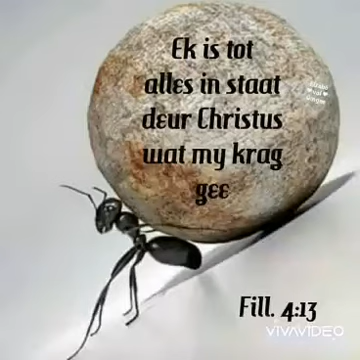 Ek is tot
alles in staat
deur Christus
wat my krag
gee
Fill. 4:13
VIVAVIDEO